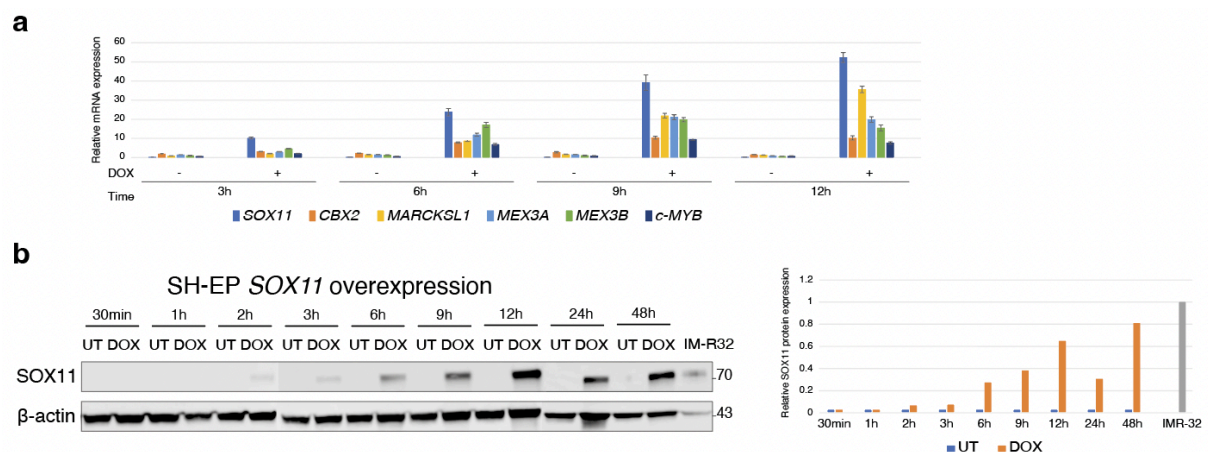 a
Relative mRNA expression
60
50
40
30
20
10
0
DOX - + - + - + - +
Time 3h 6h 9h 12h
SOX11 CBX2 MARCKSL1 MEX3A MEX3B c-MYB
b
SH-EP SOX11 overexpression
30min 1h 2h 3h 6h 9h 12h 24h 48h
UT DOX UT DOX UT DOX UT DOX UT DOX UT DOX UT DOX UT DOX UT DOX IM-R32
SOX11 70
β-actin 43
Relative SOX11 protein expression
1.2
1
0.8
0.6
0.4
0.2
0
30min 1h 2h 3h 6h 9h 12h 24h 48h IMR-32
UT DOX